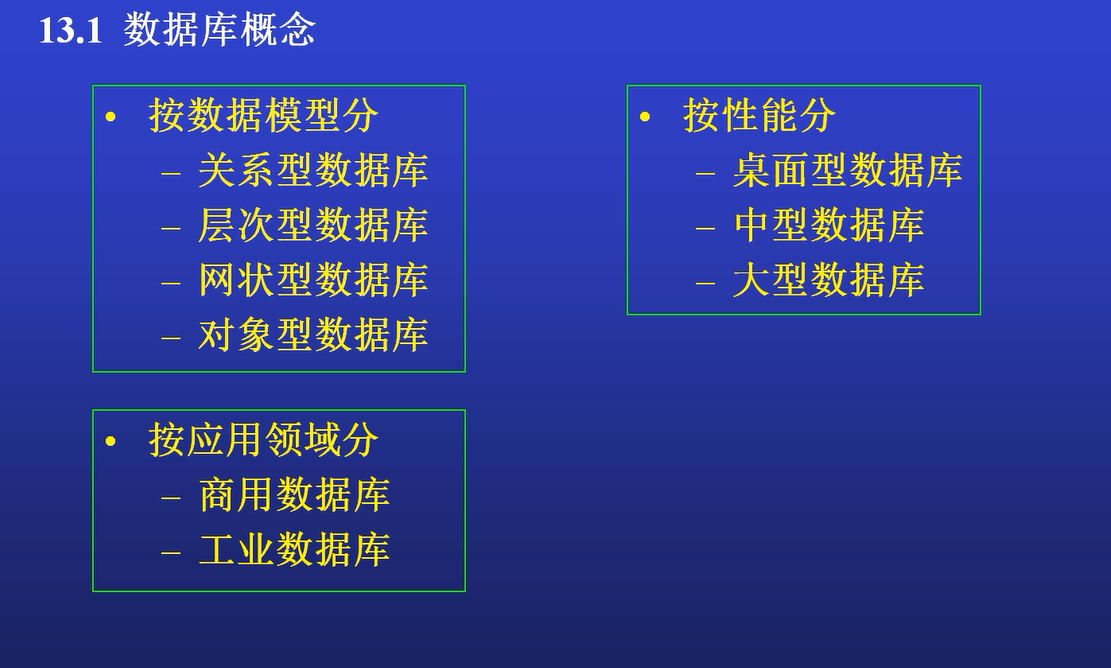 13.1 数据库概念
• 按数据模型分
– 关系型数据库
– 层次型数据库
– 网状型数据库
– 对象型数据库
• 按应用领域分
– 商用数据库
– 工业数据库
• 按性能分
– 桌面型数据库
– 中型数据库
– 大型数据库